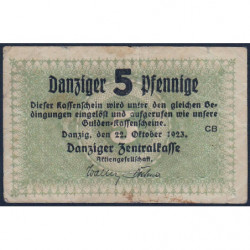 Danziger 5 Pfennige
Dieser Kassenschein wird unter den gleichen Be-
dingungen eingelöst und aufgerufen wie unsere
Gulden-Kassenscheine.
Danzig, den 22. Oktober 1923.
CB
Danziger Zentralkasse
Aktiengesellschaft.